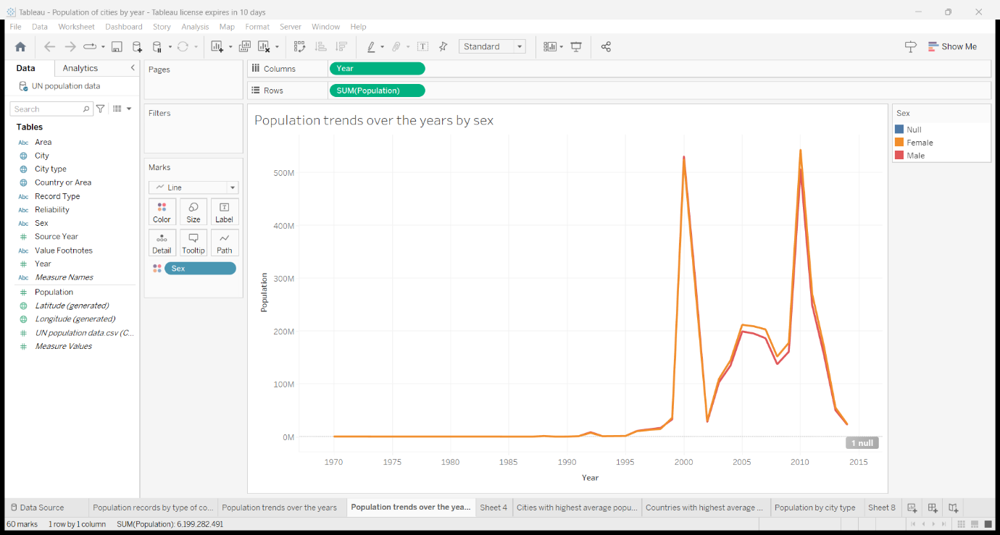 Tableau - Population of cities by year - Tableau license expires in 10 days
File Data Worksheet Dashboard Story Analysis Map Format Server Window Help
Standard
Show Me
Data Analytics
UN population data
Search
Tables
Abc Area
City
City type
Country or Area
Abc Record Type
Abc Reliability
Abc Sex
Source Year
Abc Value Footnotes
Year
Abc Measure Names
Population
Latitude (generated)
Longitude (generated)
UN population data.csv (C...
Measure Values
Pages
Filters
Marks
Line
Color Size Label
Detail Tooltip Path
Sex
Columns Year
Rows SUM(Population)
Population trends over the years by sex
500M
400M
300M
200M
100M
0M
Population
1 null
1970 1975 1980 1985 1990 1995 2000 2005 2010 2015
Year
Sex
Null
Female
Male
Data Source Population records by type of co... Population trends over the years Population trends over the yea... Sheet 4 Cities with highest average popu... Countries with highest average ... Population by city type Sheet 8
60 marks 1 row by 1 column SUM(Population): 6.199.282.491